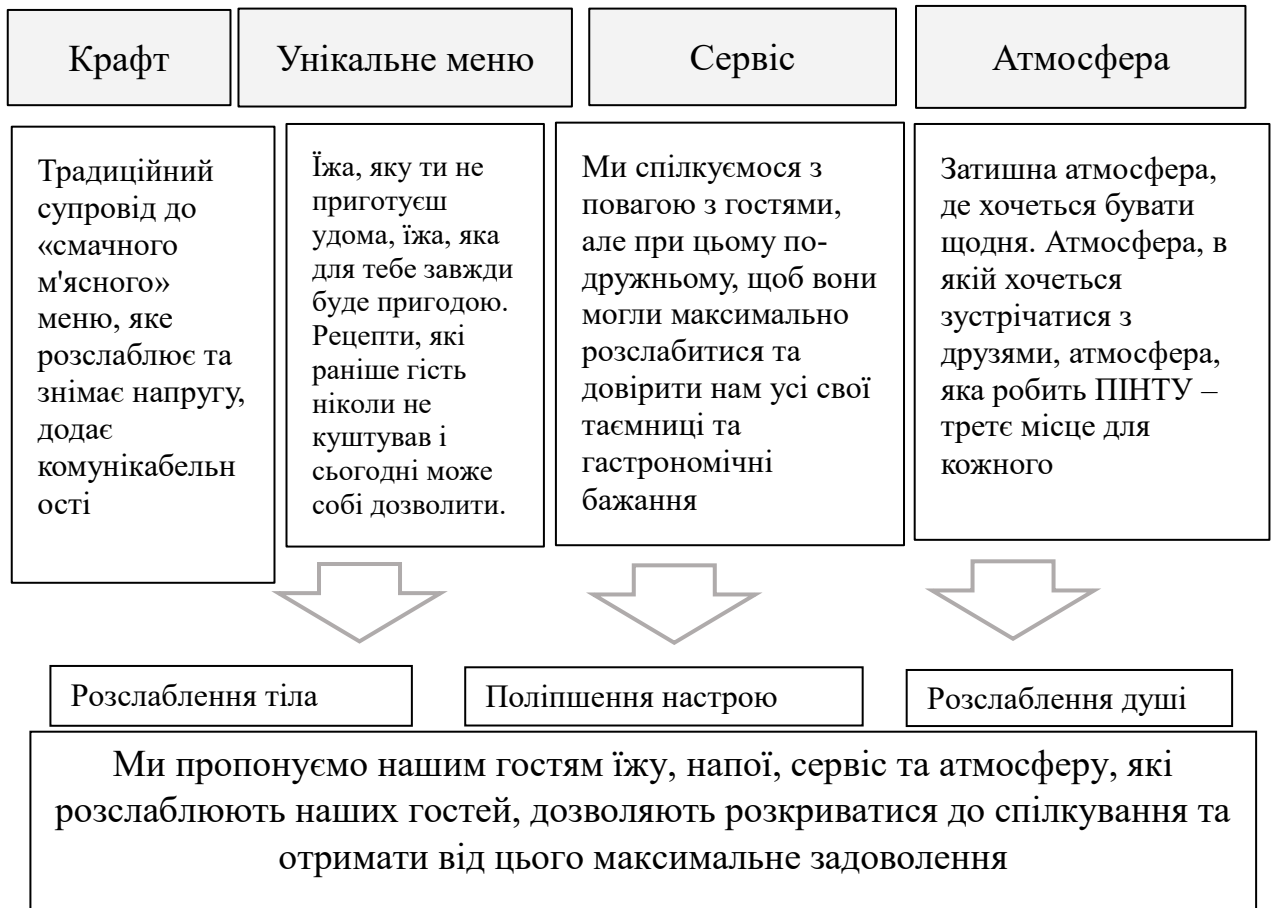 Крафт
Унікальне меню
Сервіс
Атмосфера
Традиційний
супровід до
«смачного
м'ясного»
меню, яке
розслаблює та
знімає напругу,
додає
комунікабельн
ості
Їжа, яку ти не
приготуєш
удома, їжа, яка
для тебе завжди
буде пригодою.
Рецепти, які
раніше гість
ніколи не
куштував і
сьогодні може
собі дозволити.
Ми спілкуємося з
повагою з гостями,
але при цьому по-
дружньому, щоб вони
могли максимально
розслабитися та
довірити нам усі свої
таємниці та
гастрономічні
бажання
Затишна атмосфера,
де хочеться бувати
щодня. Атмосфера, в
якій хочеться
зустрічатися з
друзями, атмосфера,
яка робить ПІНТУ –
третє місце для
кожного
Розслаблення тіла
Поліпшення настрою
Розслаблення душі
Ми пропонуємо нашим гостям їжу, напої, сервіс та атмосферу, які
розслаблюють наших гостей, дозволяють розкриватися до спілкування та
отримати від цього максимальне задоволення